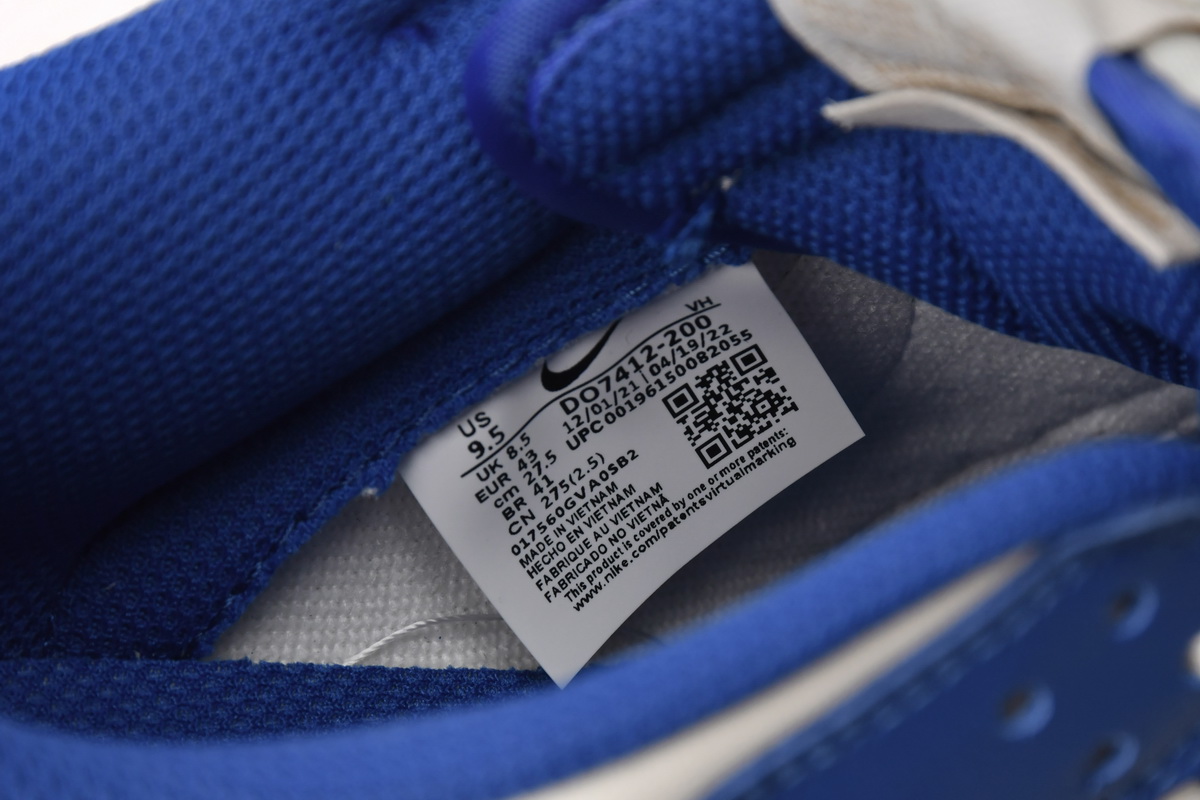 VH
US
9.5
DO7412-200
12/01/21 | 04/19/22
UPC00196150082055
UK 8.5
EUR 43
cm 27.5
BR 41
CN 275(2.5)
017560GVA0SB2
MADE IN VIETNAM
HECHO EN VIETNAM
FABRIQUE AU VIETNAM
FABRICADO NO VIETNÃ
This product is covered by one or more patents:
www.nike.com/patentsvirtualmarking